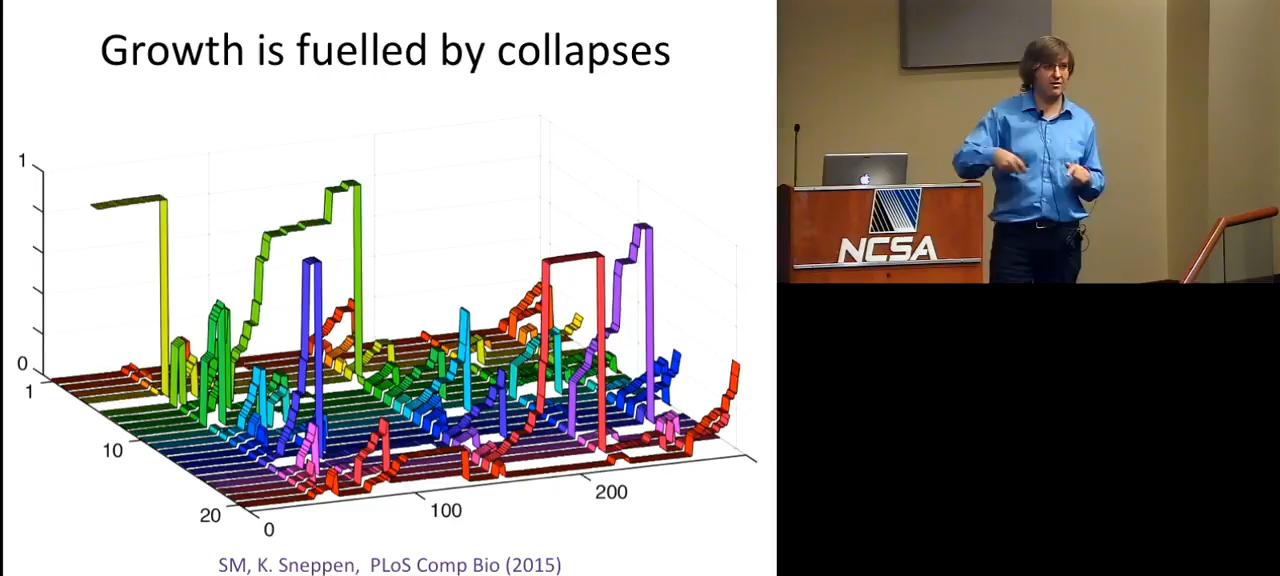 Growth is fuelled by collapses
1
0
1
10
20
0
100
200
SM, K. Sneppen, PLoS Comp Bio (2015)
NCSA